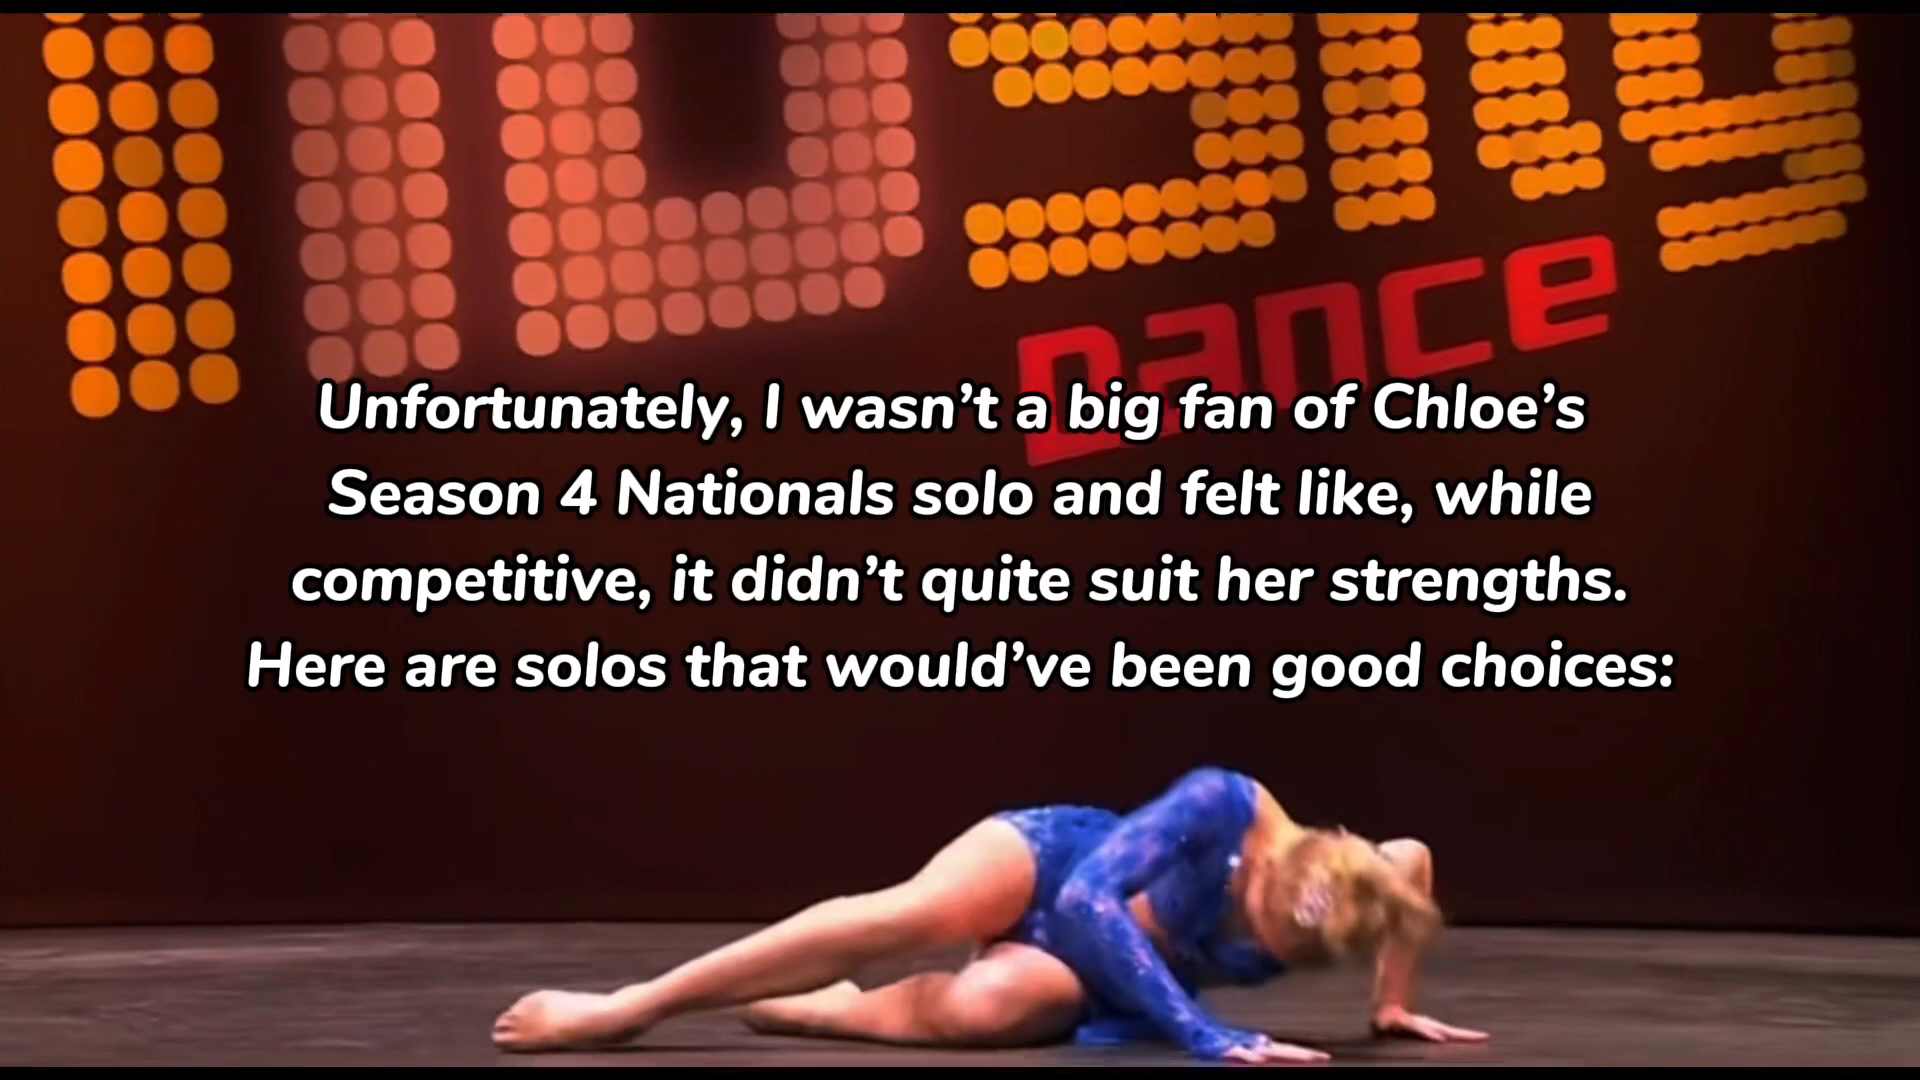 Dance
Unfortunately, I wasn’t a big fan of Chloe’s
Season 4 Nationals solo and felt like, while
competitive, it didn’t quite suit her strengths.
Here are solos that would’ve been good choices: